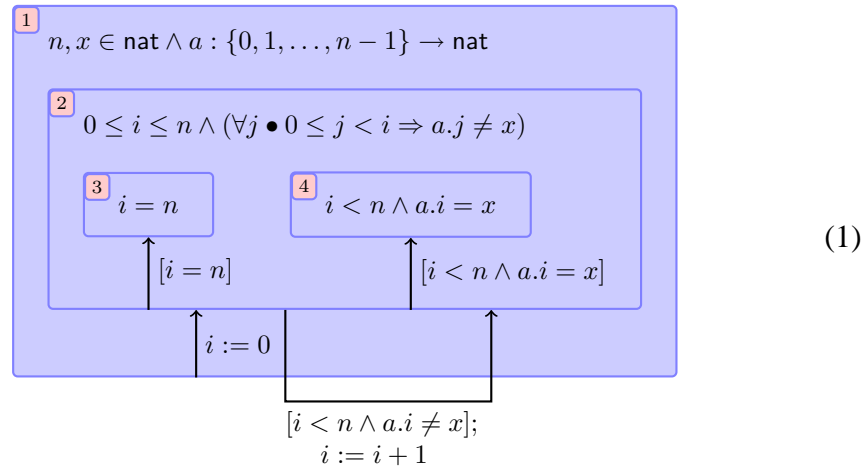 1
n, x ∈ nat ∧ a : {0, 1, . . . , n − 1} → nat
2
0 ≤ i ≤ n ∧ (∀j • 0 ≤ j < i ⇒ a.j ≠ x)
3
i = n
4
i < n ∧ a.i = x
(1)
[i = n]
[i < n ∧ a.i = x]
i := 0
[i < n ∧ a.i ≠ x];
i := i + 1